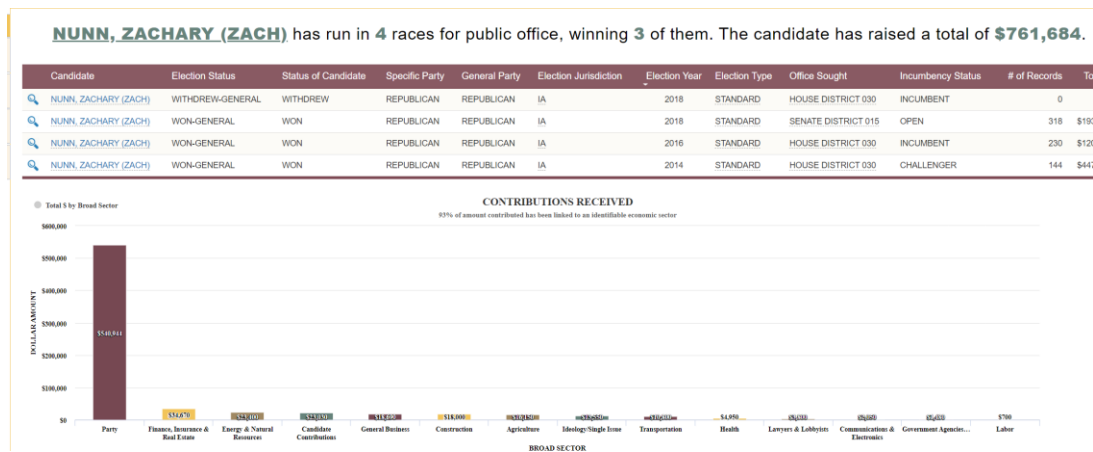 NUNN, ZACHARY (ZACH) has run in 4 races for public office, winning 3 of them. The candidate has raised a total of $761,684.
Candidate Election Status Status of Candidate Specific Party General Party Election Jurisdiction Election Year Election Type Office Sought Incumbency Status # of Records
NUNN, ZACHARY (ZACH) WITHDREW-GENERAL WITHDREW REPUBLICAN REPUBLICAN IA 2018 STANDARD HOUSE DISTRICT 030 INCUMBENT 0
NUNN, ZACHARY (ZACH) WON-GENERAL WON REPUBLICAN REPUBLICAN IA 2018 STANDARD SENATE DISTRICT 015 OPEN 318
NUNN, ZACHARY (ZACH) WON-GENERAL WON REPUBLICAN REPUBLICAN IA 2016 STANDARD HOUSE DISTRICT 030 INCUMBENT 230
NUNN, ZACHARY (ZACH) WON-GENERAL WON REPUBLICAN REPUBLICAN IA 2014 STANDARD HOUSE DISTRICT 030 CHALLENGER 144
Total $ by Broad Sector
CONTRIBUTIONS RECEIVED
93% of amount contributed has been linked to an identifiable economic sector
DOLLAR AMOUNT
$600,000
$500,000
$400,000
$300,000
$200,000
$100,000
$0
$34,670 $18,000 $4,950 $700
Party Finance, Insurance & Real Estate Energy & Natural Resources Candidate Contributions General Business Construction Agriculture Ideology/Single Issue Transportation Health Lawyers & Lobbyists Communications & Electronics Government Agencies... Labor
BROAD SECTOR